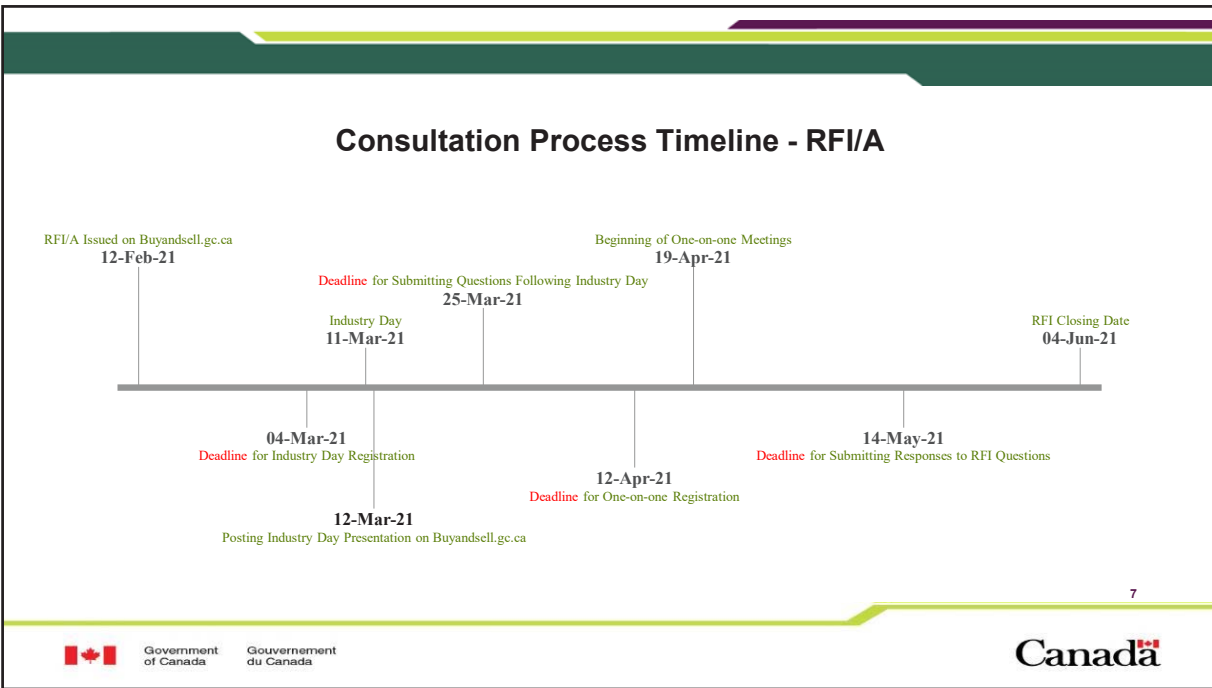 Consultation Process Timeline - RFI/A
RFI/A Issued on Buyandsell.gc.ca
12-Feb-21
Beginning of One-on-one Meetings
19-Apr-21
Deadline for Submitting Questions Following Industry Day
25-Mar-21
Industry Day
11-Mar-21
RFI Closing Date
04-Jun-21
04-Mar-21
Deadline for Industry Day Registration
14-May-21
Deadline for Submitting Responses to RFI Questions
12-Apr-21
Deadline for One-on-one Registration
12-Mar-21
Posting Industry Day Presentation on Buyandsell.gc.ca
7
Government
of Canada
Gouvernement
du Canada
Canada